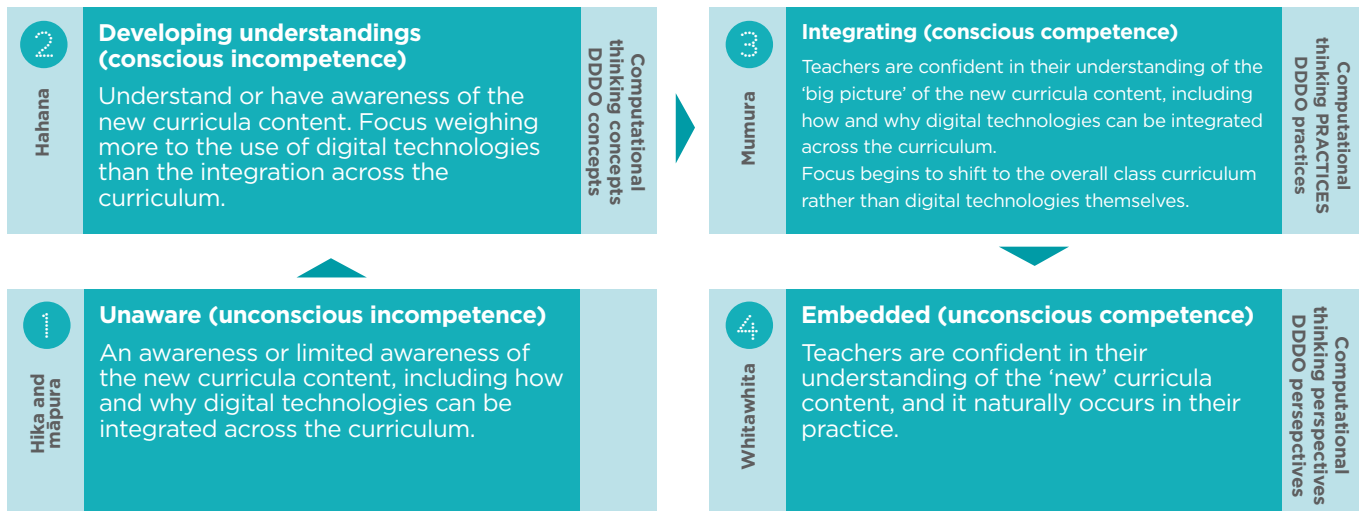 2
Hahana
Developing understandings
(conscious incompetence)
Understand or have awareness of the
new curricula content. Focus weighing
more to the use of digital technologies
than the integration across the
curriculum.
Computational
thinking concepts
DDDO concepts
3
Mumura
Integrating (conscious competence)
Teachers are confident in their understanding of the
‘big picture’ of the new curricula content, including
how and why digital technologies can be integrated
across the curriculum.
Focus begins to shift to the overall class curriculum
rather than digital technologies themselves.
Computational
thinking PRACTICES
DDDO practices
1
Hika and
māpura
Unaware (unconscious incompetence)
An awareness or limited awareness of
the new curricula content, including how
and why digital technologies can be
integrated across the curriculum.
4
Whitawhita
Embedded (unconscious competence)
Teachers are confident in their
understanding of the ‘new’ curricula
content, and it naturally occurs in their
practice.
Computational
thinking perspectives
DDDO persepctives